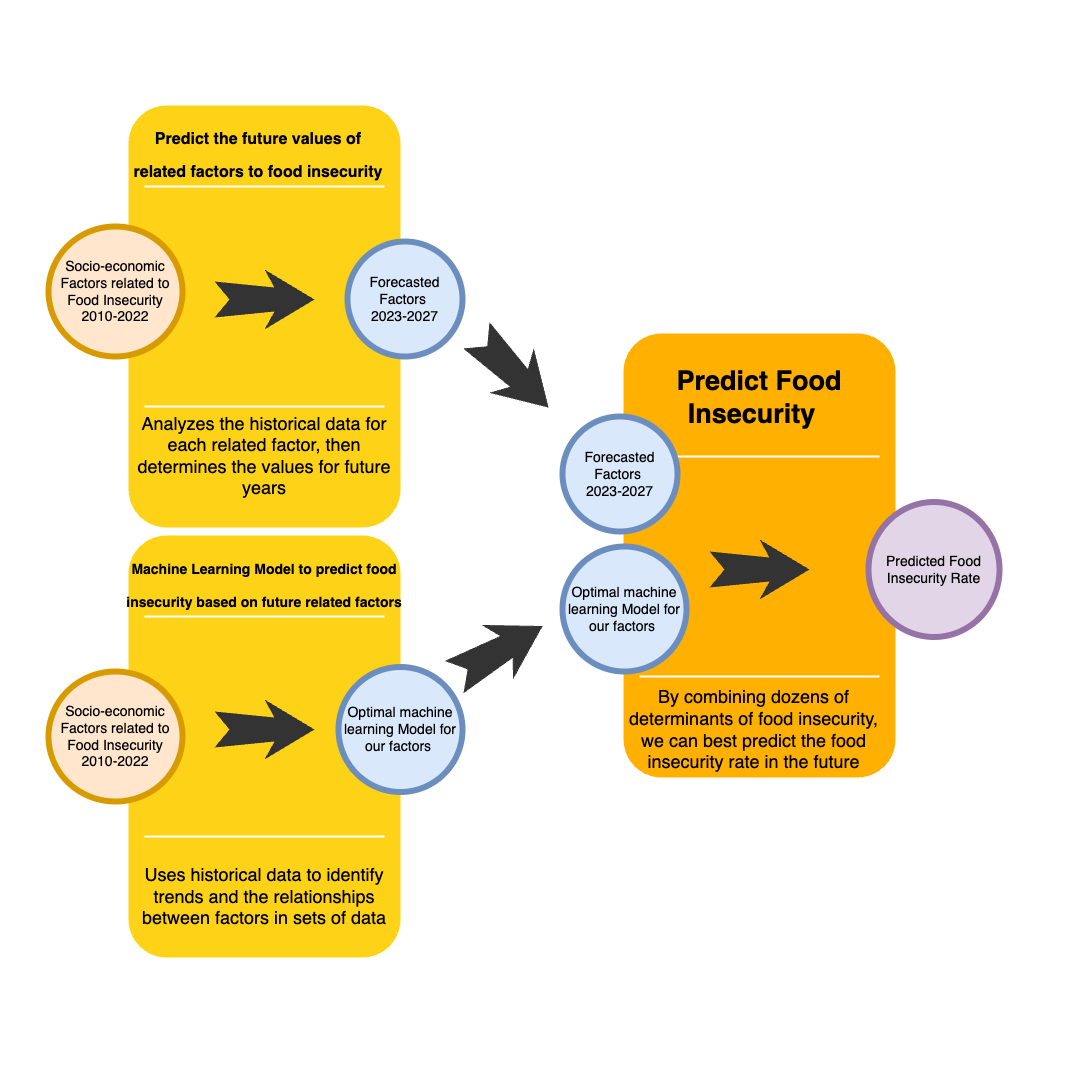 Predict the future values of
related factors to food insecurity
Socio-economic
Factors related to
Food Insecurity
2010-2022
Forecasted
Factors
2023-2027
Analyzes the historical data for
each related factor, then
determines the values for future
years
Machine Learning Model to predict food
insecurity based on future related factors
Socio-economic
Factors related to
Food Insecurity
2010-2022
Optimal machine
learning Model for
our factors
Uses historical data to identify
trends and the relationships
between factors in sets of data
Predict Food
Insecurity
Forecasted
Factors
2023-2027
Optimal machine
learning Model for
our factors
Predicted Food
Insecurity Rate
By combining dozens of
determinants of food insecurity,
we can best predict the food
insecurity rate in the future